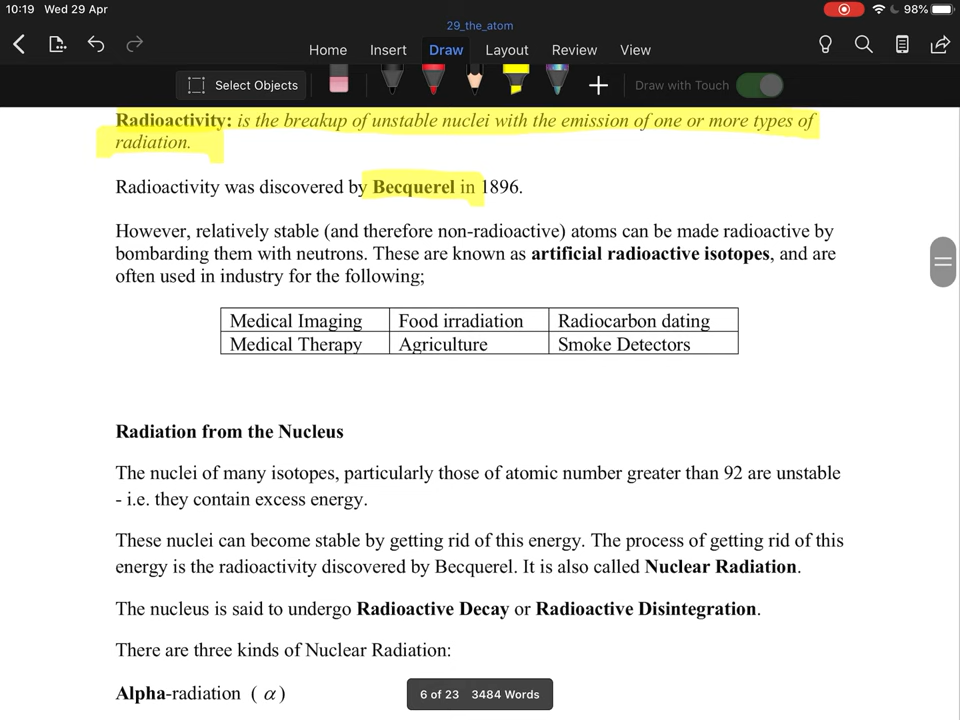 10:19 Wed 29 Apr 98%
29_the_atom
Home Insert Draw Layout Review View
Select Objects Draw with Touch
Radioactivity: is the breakup of unstable nuclei with the emission of one or more types of
radiation.
Radioactivity was discovered by Becquerel in 1896.
However, relatively stable (and therefore non-radioactive) atoms can be made radioactive by
bombarding them with neutrons. These are known as artificial radioactive isotopes, and are
often used in industry for the following;
Medical Imaging Food irradiation Radiocarbon dating
Medical Therapy Agriculture Smoke Detectors
Radiation from the Nucleus
The nuclei of many isotopes, particularly those of atomic number greater than 92 are unstable
- i.e. they contain excess energy.
These nuclei can become stable by getting rid of this energy. The process of getting rid of this
energy is the radioactivity discovered by Becquerel. It is also called Nuclear Radiation.
The nucleus is said to undergo Radioactive Decay or Radioactive Disintegration.
There are three kinds of Nuclear Radiation:
Alpha-radiation ( α )
6 of 23 3484 Words